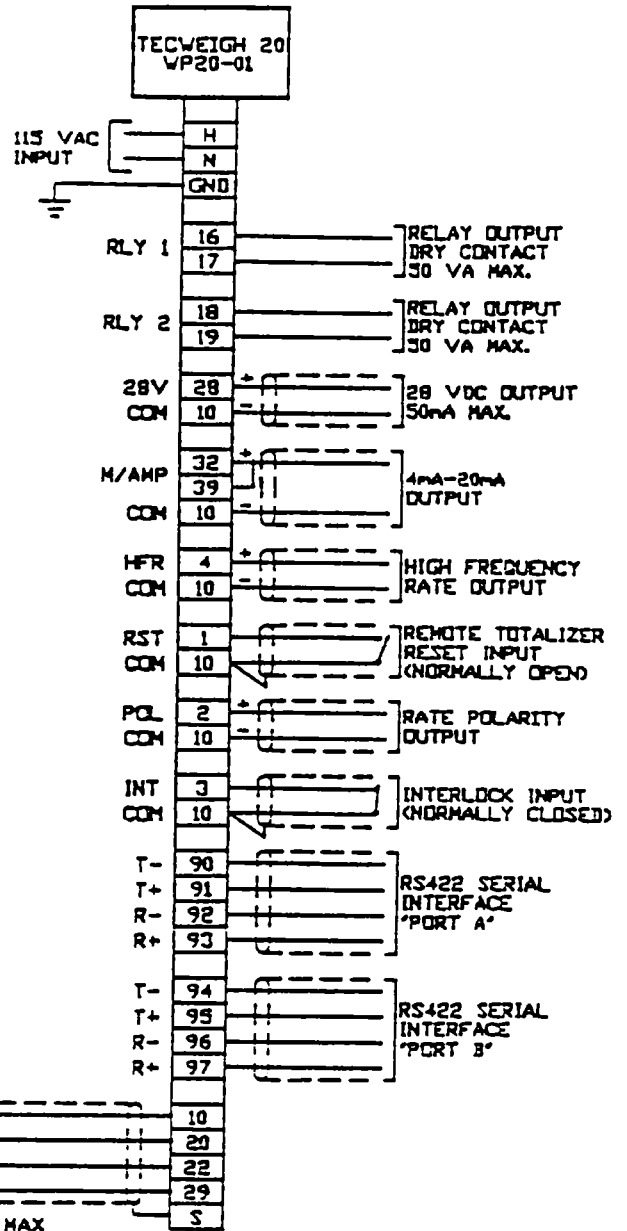 TECWEIGH 20
WP20-01
115 VAC
INPUT
H
N
GND
RLY 1
16
17
RELAY OUTPUT
DRY CONTACT
50 VA MAX.
RLY 2
18
19
RELAY OUTPUT
DRY CONTACT
50 VA MAX.
28V 28 +
COM 10 -
28 VDC OUTPUT
50mA MAX.
M/AMP
32 +
39
COM 10 -
4mA-20mA
OUTPUT
HFR 4 +
COM 10 -
HIGH FREQUENCY
RATE OUTPUT
RST 1
COM 10
REMOTE TOTALIZER
RESET INPUT
(NORMALLY OPEN)
POL 2 +
COM 10 -
RATE POLARITY
OUTPUT
INT 3
COM 10
INTERLOCK INPUT
(NORMALLY CLOSED)
T- 90
T+ 91
R- 92
R+ 93
RS422 SERIAL
INTERFACE
"PORT A"
T- 94
T+ 95
R- 96
R+ 97
RS422 SERIAL
INTERFACE
"PORT B"
10
20
22
29
S
MAX